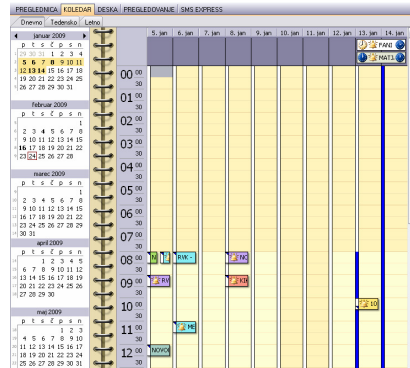 PREGLEDNICA KOLEDAR DESKA PREGLEDOVANJE SMS EXPRESS
Dnevno Tedensko Letno
januar 2009
p t s č p s n
29 30 31 1 2 3 4
5 6 7 8 9 10 11
12 13 14 15 16 17 18
19 20 21 22 23 24 25
26 27 28 29 30 31
februar 2009
p t s č p s n
1
2 3 4 5 6 7 8
9 10 11 12 13 14 15
16 17 18 19 20 21 22
23 24 25 26 27 28
marec 2009
p t s č p s n
1
2 3 4 5 6 7 8
9 10 11 12 13 14 15
16 17 18 19 20 21 22
23 24 25 26 27 28 29
30 31
april 2009
p t s č p s n
1 2 3 4 5
6 7 8 9 10 11 12
13 14 15 16 17 18 19
20 21 22 23 24 25 26
27 28 29 30
maj 2009
p t s č p s n
1 2 3
4 5 6 7 8 9 10
11 12 13 14 15 16 17
18 19 20 21 22 23 24
25 26 27 28 29 30 31
5. jan 6. jan 7. jan 8. jan 9. jan 10. jan 11. jan 12. jan 13. jan 14. jan
MANI
MATI
00 00
30
01 00
30
02 00
30
03 00
30
04 00
30
05 00
30
06 00
30
07 00
30
08 00 N RVK - NO
30
09 00 RV KI
30
10 00 10
30
11 00 ME
30
12 00 NOVO
30